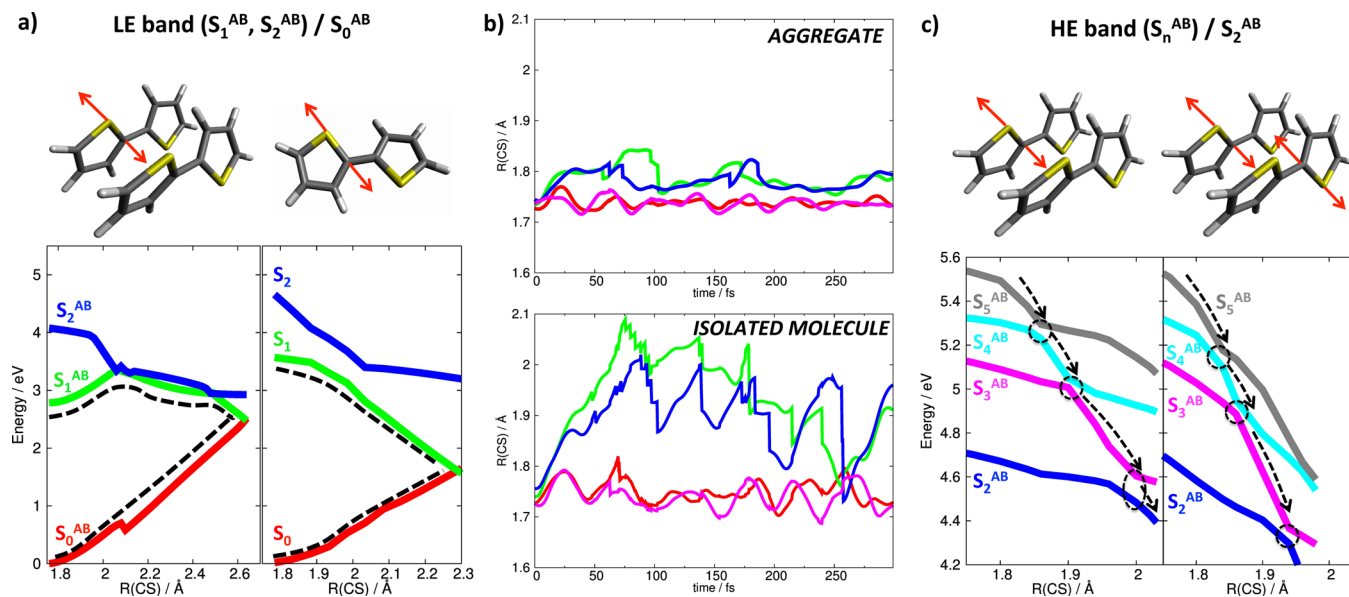 a)
LE band (S₁ᴬᴮ, S₂ᴬᴮ) / S₀ᴬᴮ
Energy / eV
5
4
3
2
1
0
S₂ᴬᴮ
S₁ᴬᴮ
S₀ᴬᴮ
1.8 2 2.2 2.4 2.6
R(CS) / Å
S₂
S₁
S₀
1.8 1.9 2 2.1 2.2 2.3
R(CS) / Å
b)
AGGREGATE
R(CS) / Å
2.1
2
1.9
1.8
1.7
1.6
0 50 100 150 200 250
time / fs
ISOLATED MOLECULE
R(CS) / Å
2.1
2
1.9
1.8
1.7
1.6
0 50 100 150 200 250
time / fs
c)
HE band (Sₙᴬᴮ) / S₂ᴬᴮ
Energy / eV
5.6
5.4
5.2
5
4.8
4.6
4.4
4.2
S₅ᴬᴮ
S₄ᴬᴮ
S₃ᴬᴮ
S₂ᴬᴮ
1.8 1.9 2
R(CS) / Å
S₅ᴬᴮ
S₄ᴬᴮ
S₃ᴬᴮ
S₂ᴬᴮ
1.8 1.9 2
R(CS) / Å